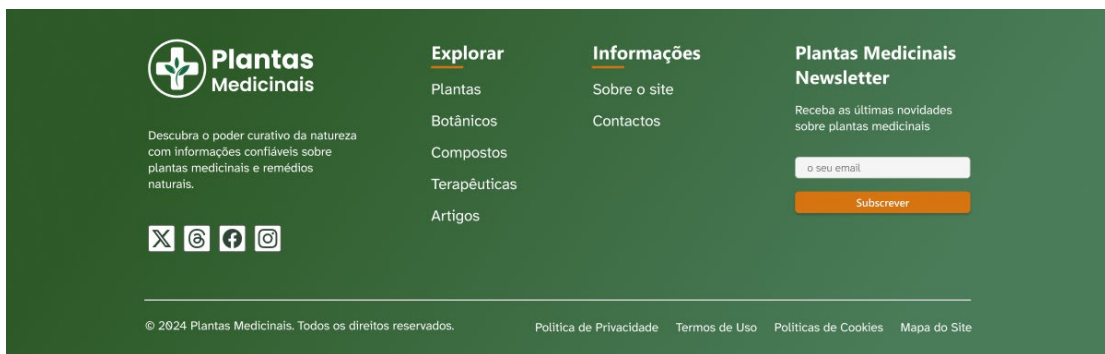 Plantas
Medicinais
Descubra o poder curativo da natureza
com informações confiáveis sobre
plantas medicinais e remédios
naturais.
Explorar
Plantas
Botânicos
Compostos
Terapêuticas
Artigos
Informações
Sobre o site
Contactos
Plantas Medicinais
Newsletter
Receba as últimas novidades
sobre plantas medicinais
o seu email
Subscrever
© 2024 Plantas Medicinais. Todos os direitos reservados.
Politica de Privacidade Termos de Uso Politicas de Cookies Mapa do Site